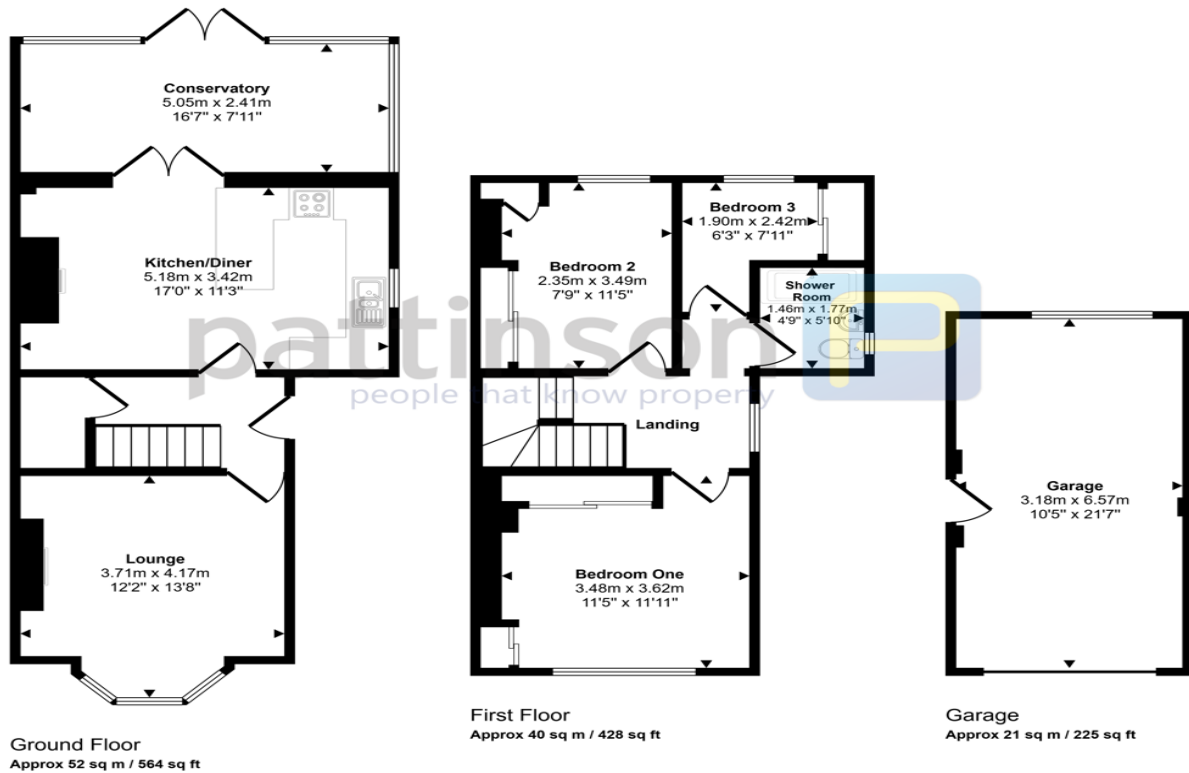 Conservatory
5.05m x 2.41m
16'7" x 7'11"
Kitchen/Diner
5.18m x 3.42m
17'0" x 11'3"
Lounge
3.71m x 4.17m
12'2" x 13'8"
Ground Floor
Approx 52 sq m / 564 sq ft
Bedroom 2
2.35m x 3.49m
7'9" x 11'5"
Bedroom 3
1.90m x 2.42m
6'3" x 7'11"
Shower
Room
1.46m x 1.77m
4'9" x 5'10"
Landing
Bedroom One
3.48m x 3.62m
11'5" x 11'11"
First Floor
Approx 40 sq m / 428 sq ft
Garage
3.18m x 6.57m
10'5" x 21'7"
Garage
Approx 21 sq m / 225 sq ft
pattinson
people that know property